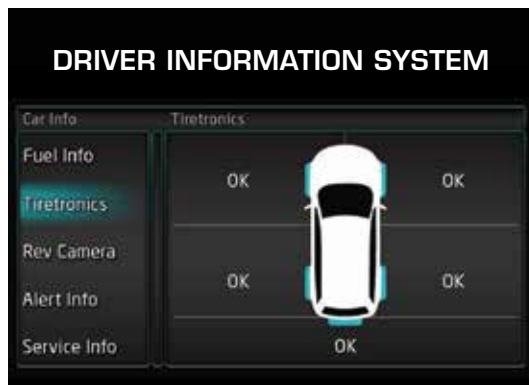 DRIVER INFORMATION SYSTEM
Car Info
Tiretronics
Fuel Info
Tiretronics
Rev Camera
Alert Info
Service Info
OK
OK
OK
OK
OK